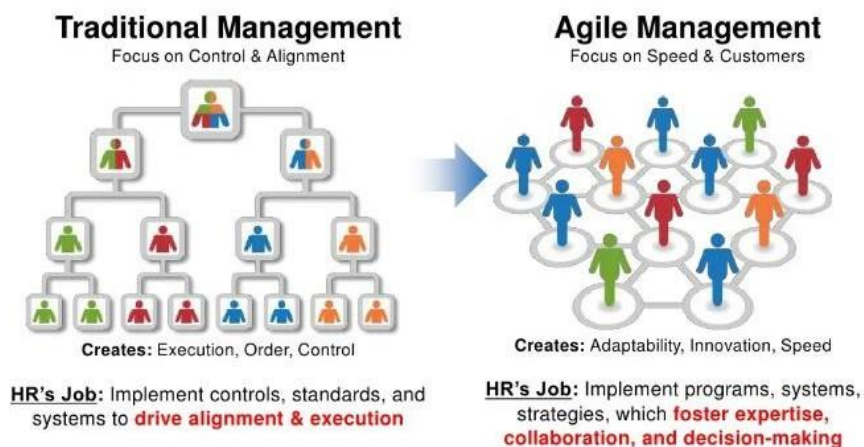 Traditional Management
Focus on Control & Alignment
Creates: Execution, Order, Control
HR's Job: Implement controls, standards, and
systems to drive alignment & execution
Agile Management
Focus on Speed & Customers
Creates: Adaptability, Innovation, Speed
HR's Job: Implement programs, systems,
strategies, which foster expertise,
collaboration, and decision-making